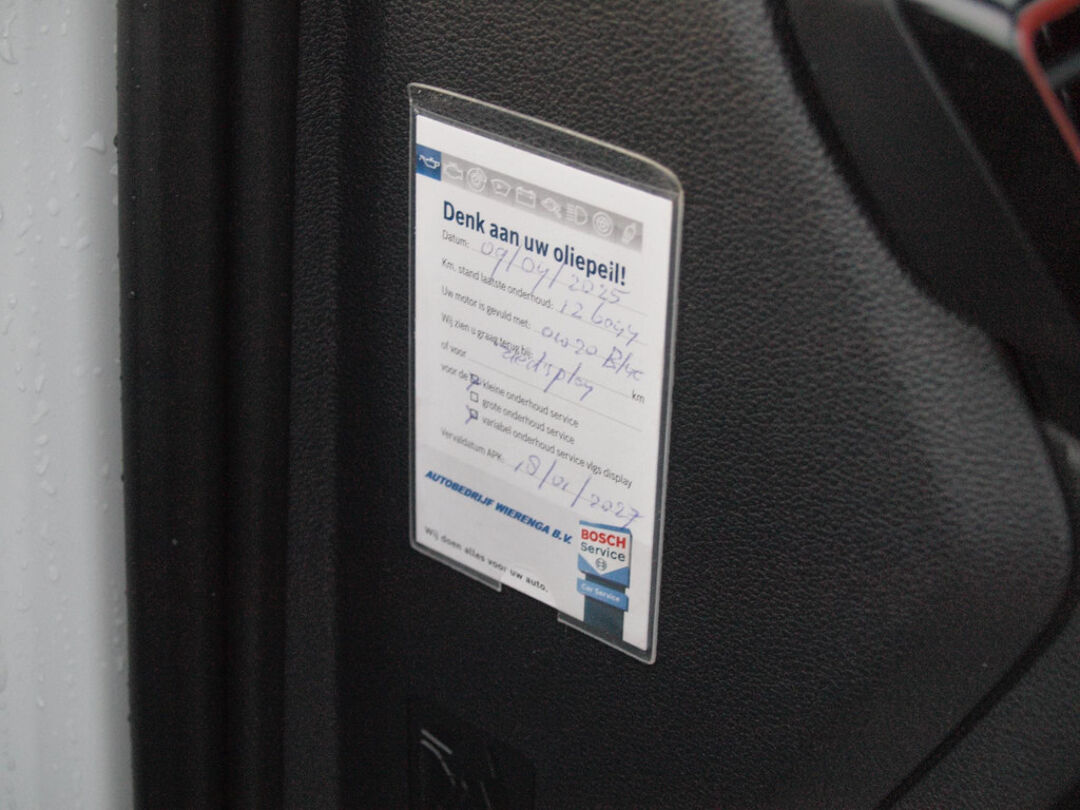 Denk aan uw oliepeil!
Datum: 09/04/2025
Km. stand laatste onderhoud: 126044
Uw motor is gevuld met: 0w20
Wij zien u graag terug bij: display km
of voor
voor de kleine onderhoud service
grote onderhoud service
variabel onderhoud service vlgs display
Vervaldatum APK: 18/01/2027
AUTOBEDRIJF WIERENGA B.V.
Wij doen alles voor uw auto.
BOSCH
Service
Car Service